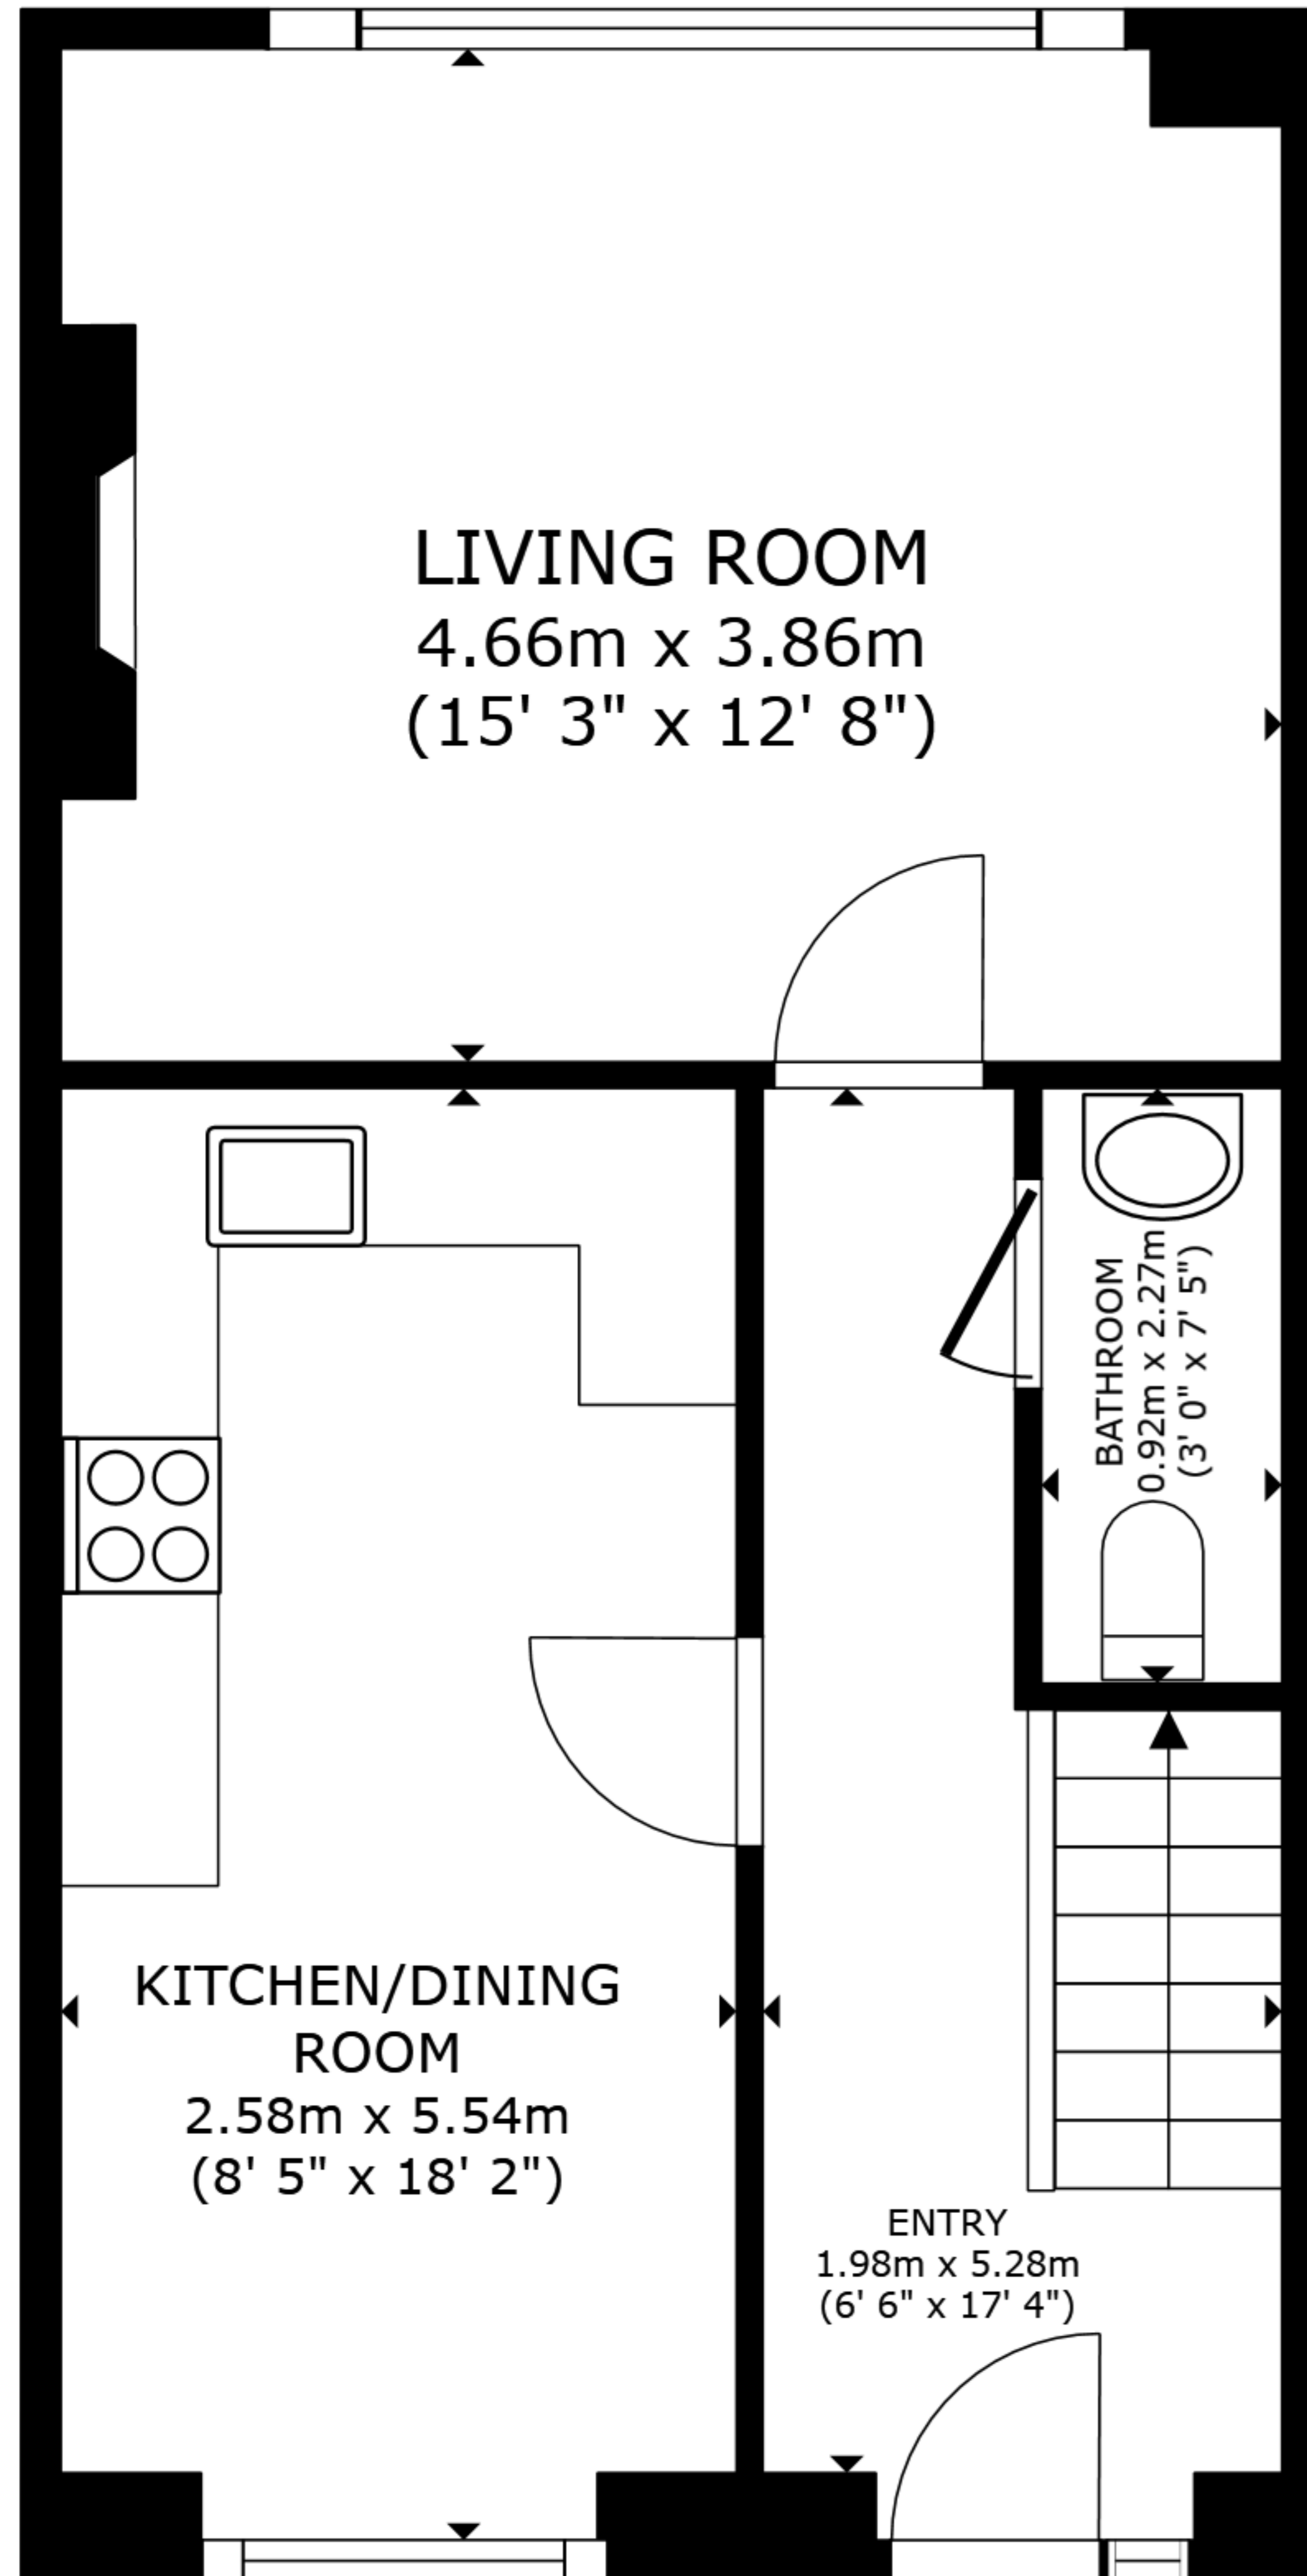 LIVING ROOM
4.66m x 3.86m
(15' 3" x 12' 8")
BATHROOM
0.92m x 2.27m
(3' 0" x 7' 5")
KITCHEN/DINING
ROOM
2.58m x 5.54m
(8' 5" x 18' 2")
ENTRY
1.98m x 5.28m
(6' 6" x 17' 4")